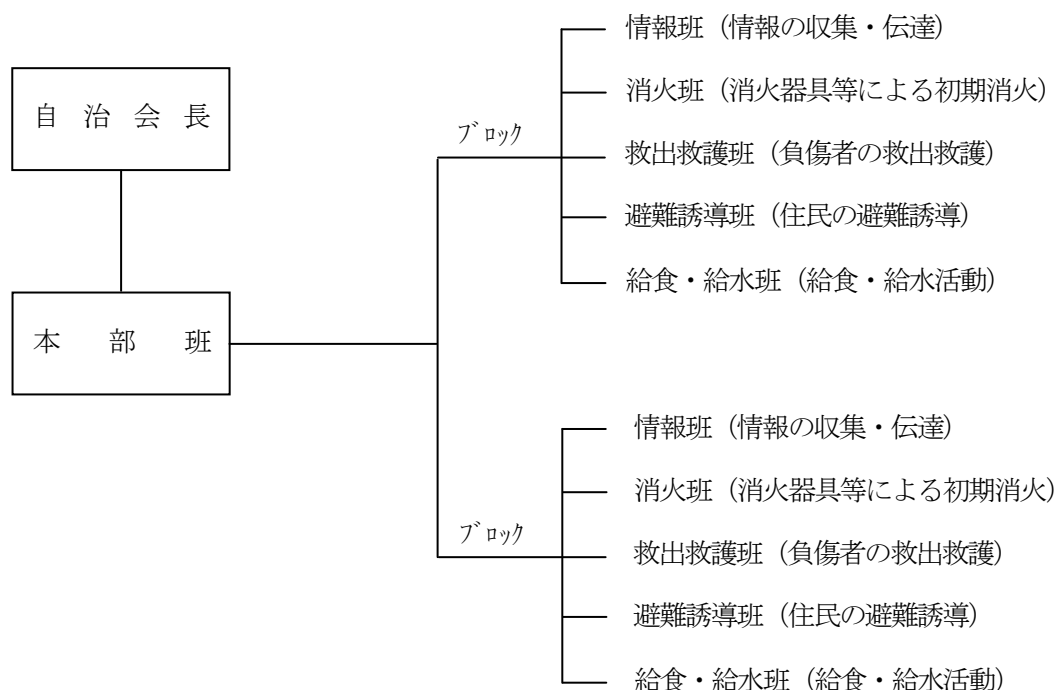 自治会長
本部班
ブロック
情報班（情報の収集・伝達）
消火班（消火器具等による初期消火）
救出救護班（負傷者の救出救護）
避難誘導班（住民の避難誘導）
給食・給水班（給食・給水活動）
ブロック
情報班（情報の収集・伝達）
消火班（消火器具等による初期消火）
救出救護班（負傷者の救出救護）
避難誘導班（住民の避難誘導）
給食・給水班（給食・給水活動）